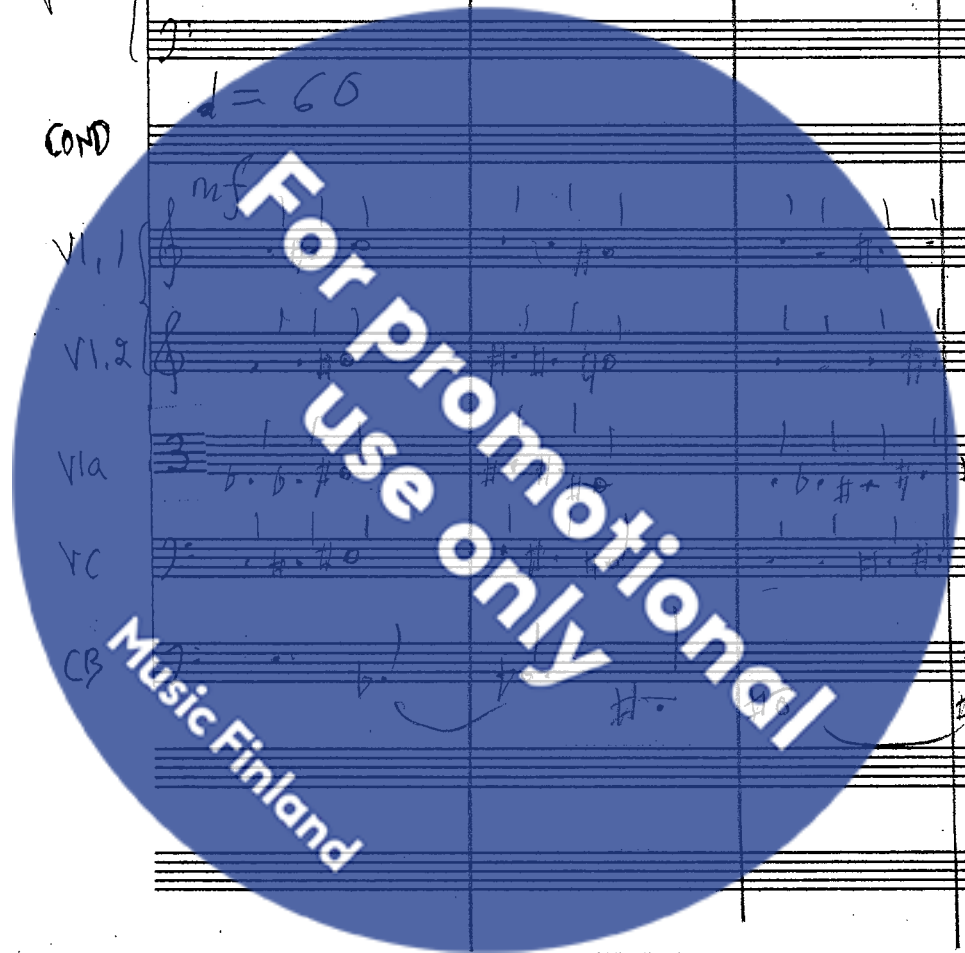 ♩ = 60
COND
mf
Vl. 1
Vl. 2
Vla
VC
CB
For promotional
use only
Music Finland